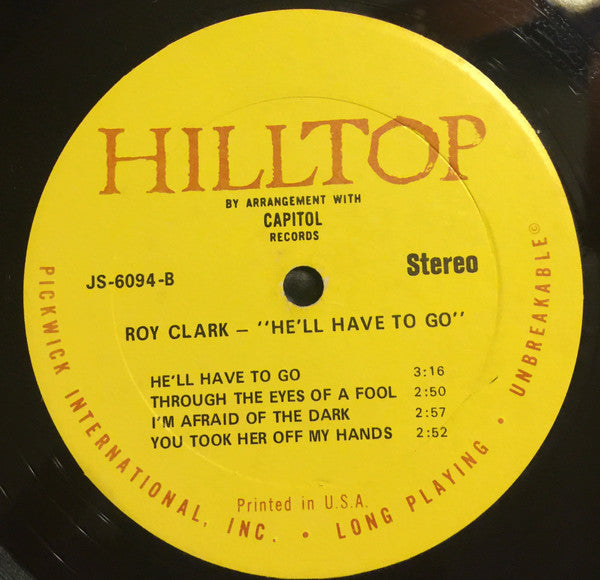 HILLTOP
BY ARRANGEMENT WITH
CAPITOL
RECORDS
JS-6094-B
Stereo
ROY CLARK – "HE'LL HAVE TO GO"
HE'LL HAVE TO GO 3:16
THROUGH THE EYES OF A FOOL 2:50
I'M AFRAID OF THE DARK 2:57
YOU TOOK HER OFF MY HANDS 2:52
Printed in U.S.A.
PICKWICK INTERNATIONAL, INC. • LONG PLAYING • UNBREAKABLE©